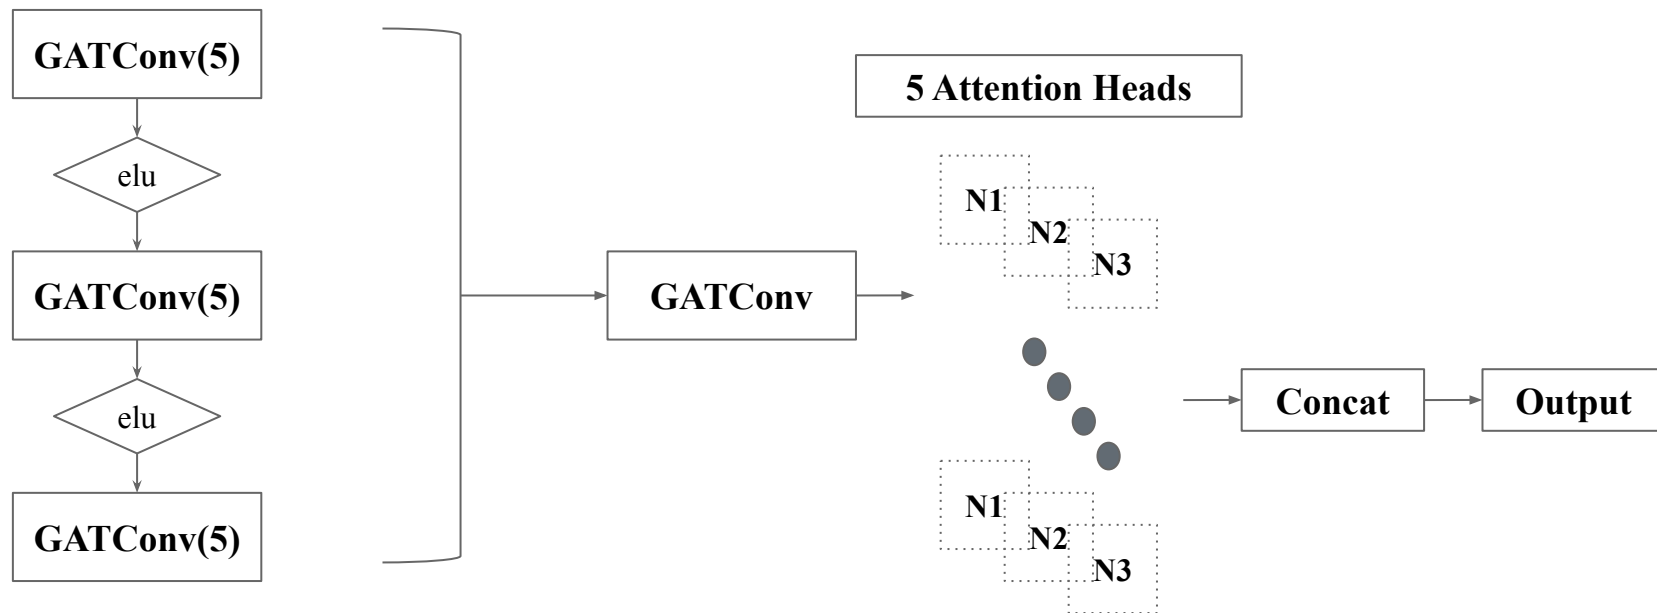 GATConv(5)
elu
GATConv(5)
elu
GATConv(5)
GATConv
5 Attention Heads
N1
N2
N3
N1
N2
N3
Concat
Output